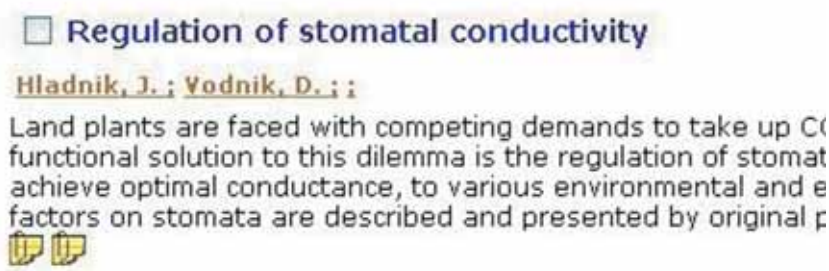 Regulation of stomatal conductivity
Hladnik, J. ; Vodnik, D. ; ;
Land plants are faced with competing demands to take up
functional solution to this dilemma is the regulation of
achieve optimal conductance, to various environmental and
factors on stomata are described and presented by original